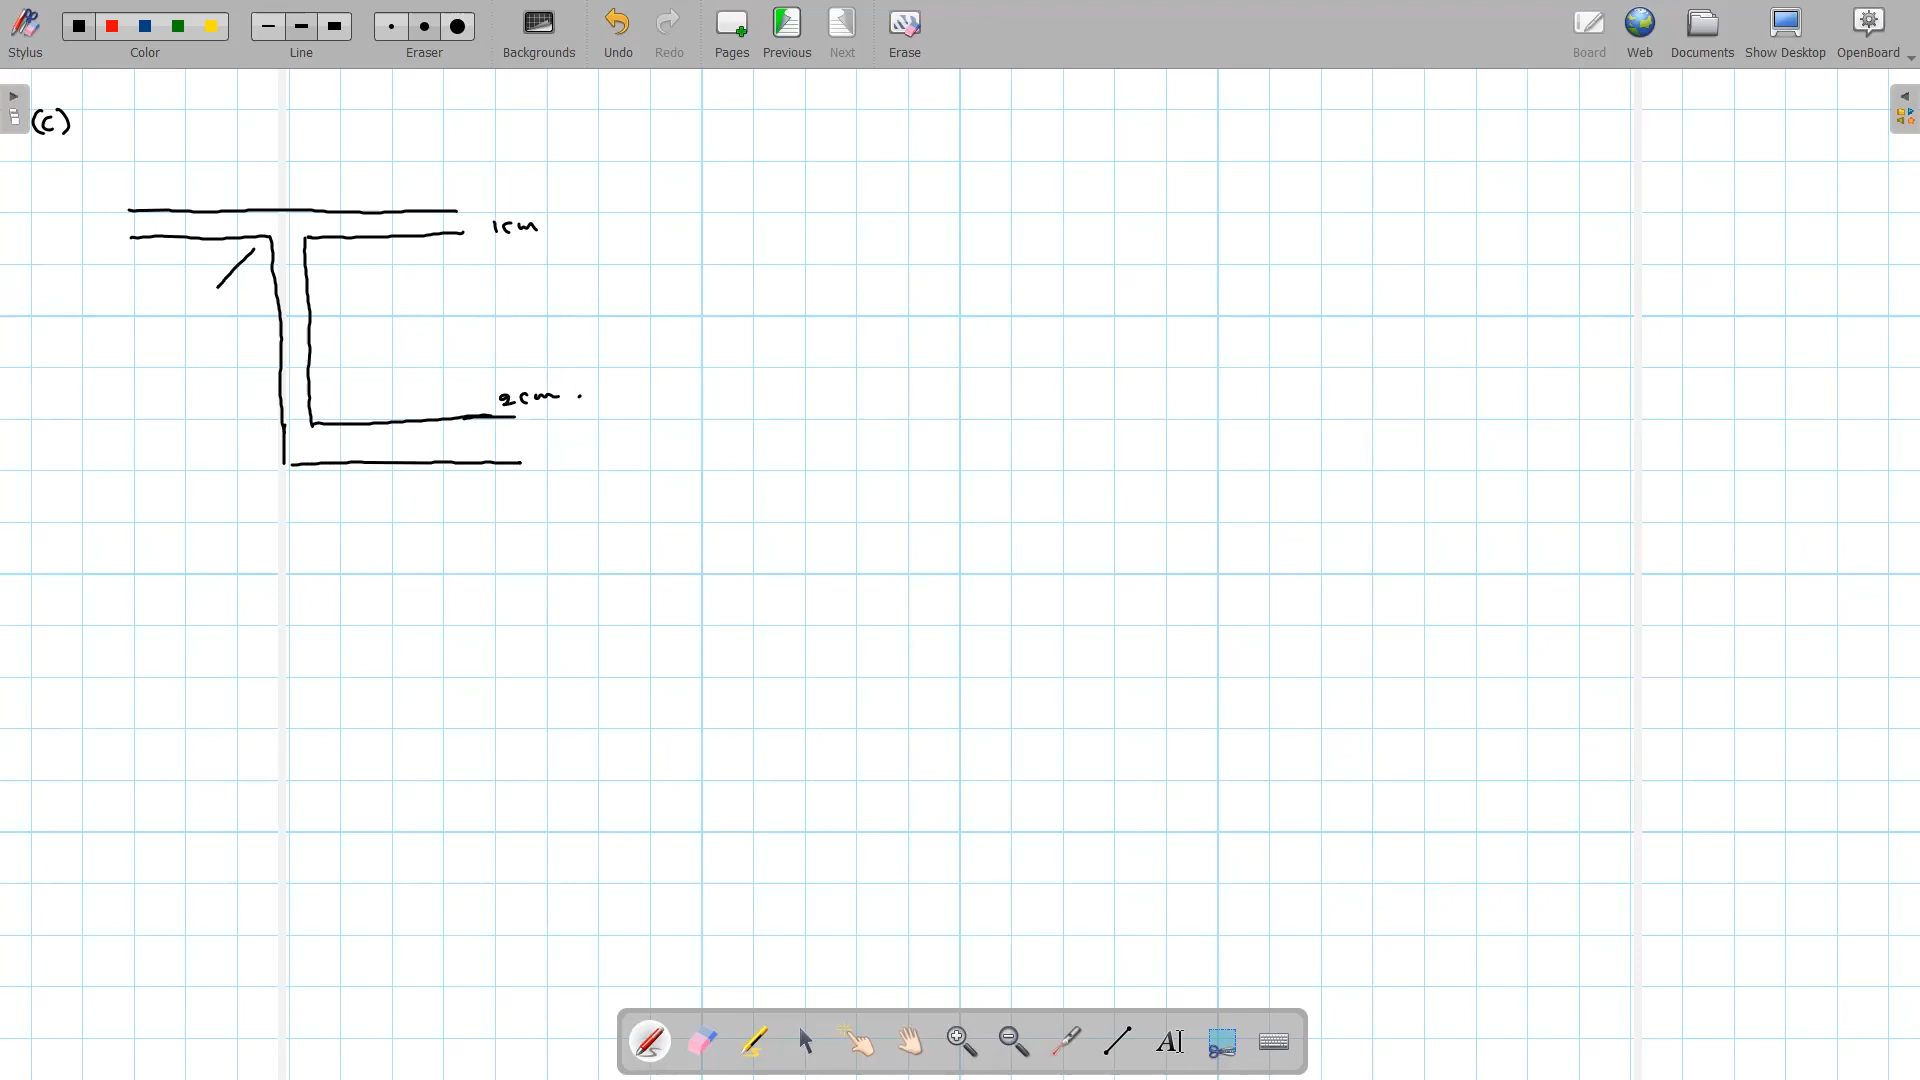 Stylus
Color
Line
Eraser
Backgrounds
Undo
Redo
Pages
Previous
Next
Erase
Board
Web
Documents
Show Desktop
OpenBoard
(c)
1cm
2cm .
AI